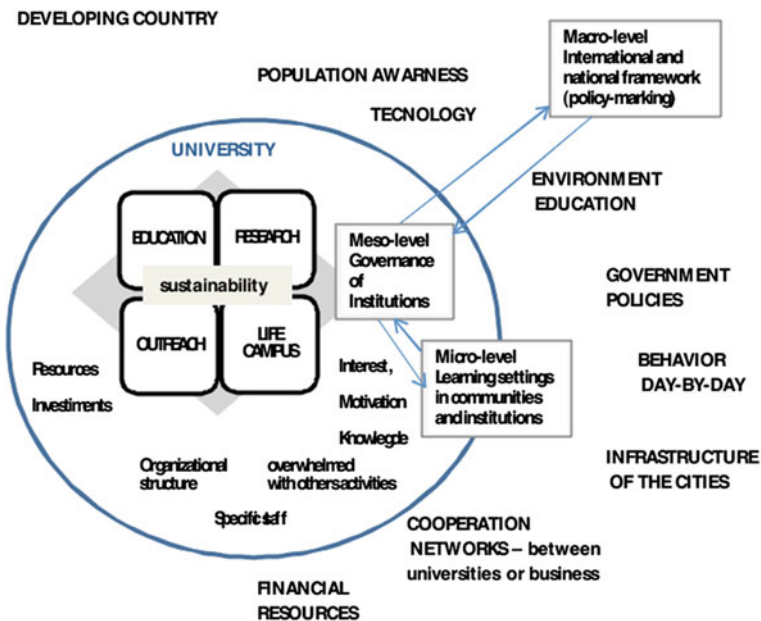 DEVELOPING COUNTRY
Macro-level
International and
national framework
(policy-marking)
POPULATION AWARNESS
TECNOLOGY
UNIVERSITY
ENVIRONMENT
EDUCATION
EDUCATION
RESEARCH
Meso-level
Governance
of
Institutions
sustainability
GOVERNMENT
POLICIES
OUTREACH
LIFE
CAMPUS
Micro-level
Learning settings
in communities
and institutions
BEHAVIOR
DAY-BY-DAY
Resources
Investiments
Interest,
Motivation
Knowlegde
Organizational
structure
overwhelmed
with others activities
Specific staff
INFRASTRUCTURE
OF THE CITIES
COOPERATION
NETWORKS – between
universities or business
FINANCIAL
RESOURCES